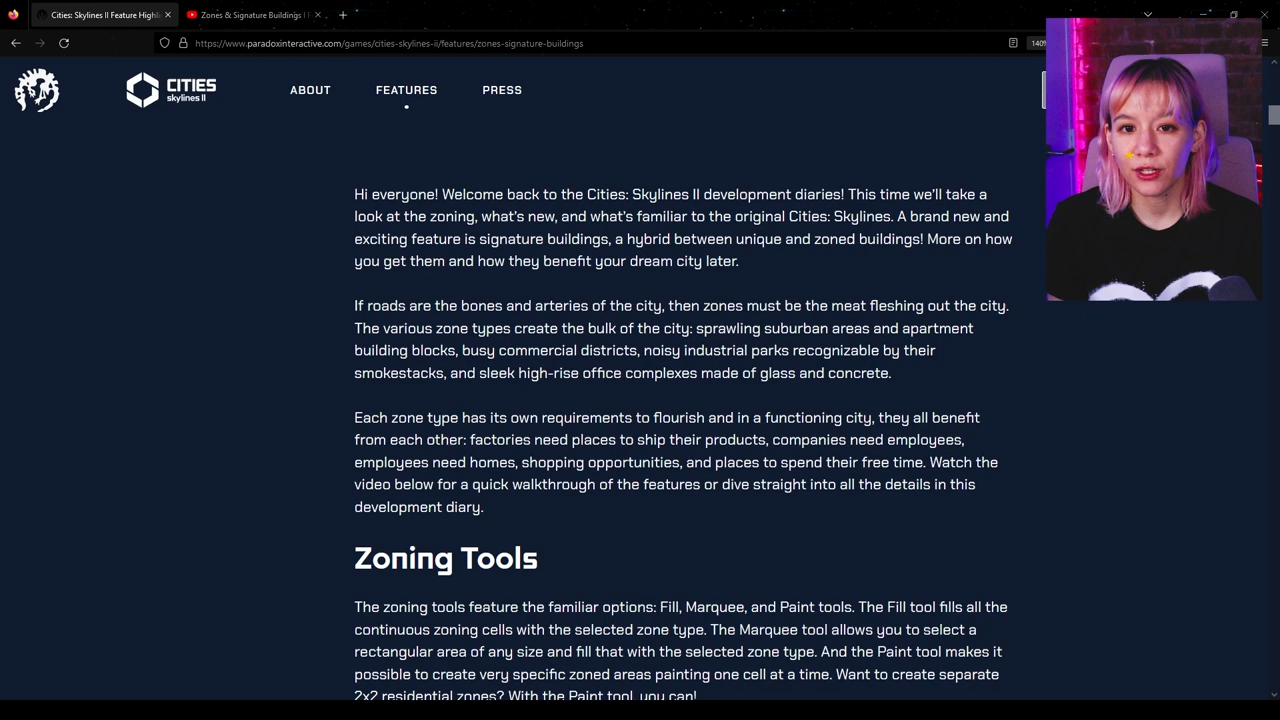 Cities: Skylines II Feature Highli
Zones & Signature Buildings |
https://www.paradoxinteractive.com/games/cities-skylines-ii/features/zones-signature-buildings
140%
CITIES
skylines II
ABOUT
FEATURES
PRESS
Hi everyone! Welcome back to the Cities: Skylines II development diaries! This time we'll take a
look at the zoning, what's new, and what's familiar to the original Cities: Skylines. A brand new and
exciting feature is signature buildings, a hybrid between unique and zoned buildings! More on how
you get them and how they benefit your dream city later.
If roads are the bones and arteries of the city, then zones must be the meat fleshing out the city.
The various zone types create the bulk of the city: sprawling suburban areas and apartment
building blocks, busy commercial districts, noisy industrial parks recognizable by their
smokestacks, and sleek high-rise office complexes made of glass and concrete.
Each zone type has its own requirements to flourish and in a functioning city, they all benefit
from each other: factories need places to ship their products, companies need employees,
employees need homes, shopping opportunities, and places to spend their free time. Watch the
video below for a quick walkthrough of the features or dive straight into all the details in this
development diary.
Zoning Tools
The zoning tools feature the familiar options: Fill, Marquee, and Paint tools. The Fill tool fills all the
continuous zoning cells with the selected zone type. The Marquee tool allows you to select a
rectangular area of any size and fill that with the selected zone type. And the Paint tool makes it
possible to create very specific zoned areas painting one cell at a time. Want to create separate
2x2 residential zones? With the Paint tool, you can!